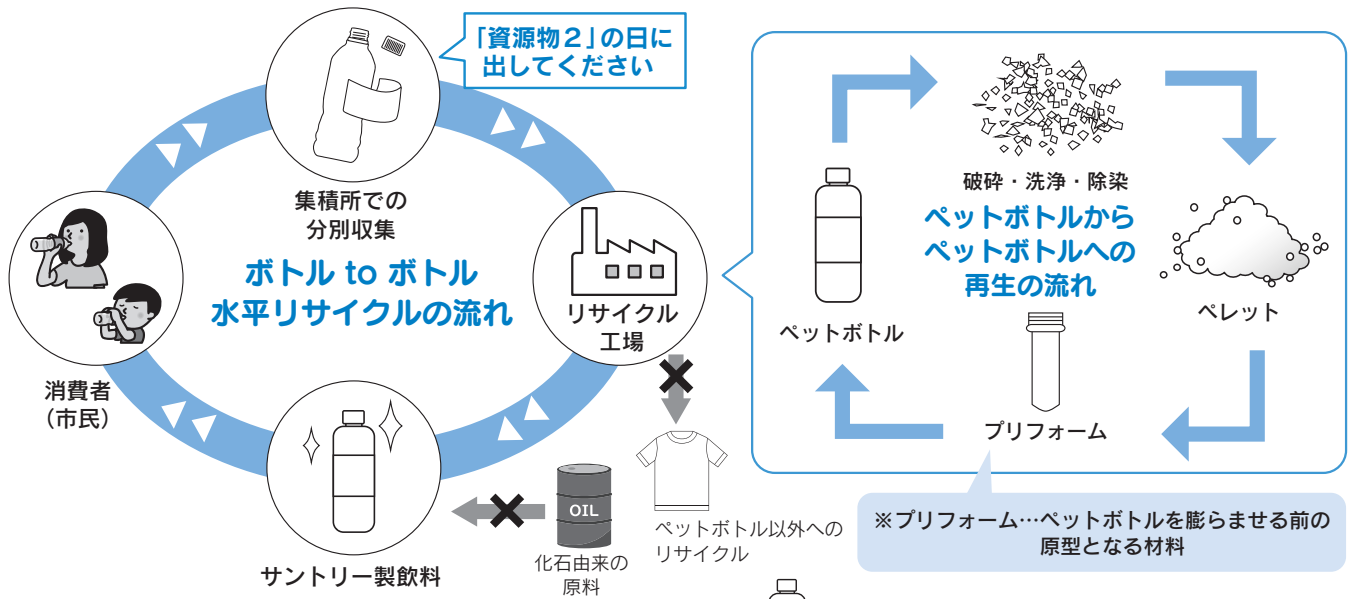 「資源物２」の日に
出してください
集積所での
分別収集
ボトル to ボトル
水平リサイクルの流れ
リサイクル
工場
消費者
（市民）
サントリー製飲料
OIL
化石由来の
原料
ペットボトル以外への
リサイクル
破砕・洗浄・除染
ペットボトルから
ペットボトルへの
再生の流れ
ペットボトル
ペレット
プリフォーム
※プリフォーム…ペットボトルを膨らませる前の
原型となる材料